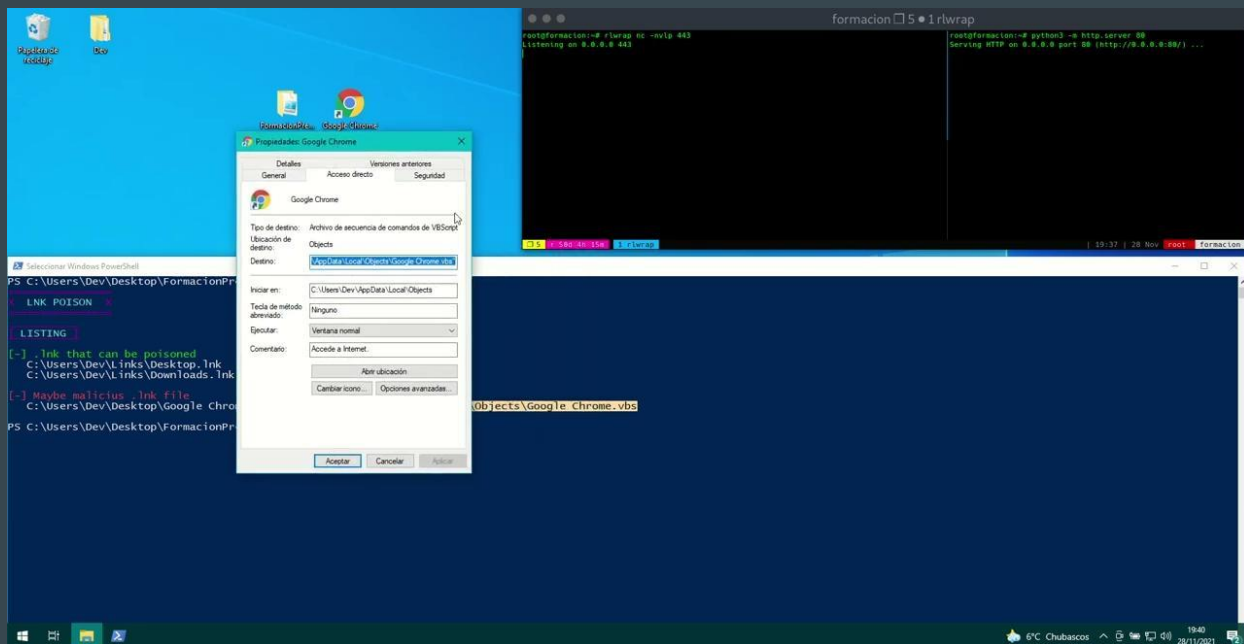 Papelera de
reciclaje
Dev
FormacionPre...
Google Chrome
formacion ❐ 5 ● 1 rlwrap
root@formacion:~# rlwrap nc -nvlp 443
Listening on 0.0.0.0 443
root@formacion:~# python3 -m http.server 80
Serving HTTP on 0.0.0.0 port 80 (http://0.0.0.0:80/) ...
❐ 5
↑ 50d 4h 15m
1 rlwrap
| 19:37 | 28 Nov
root
formacion
Propiedades: Google Chrome
Detalles
Versiones anteriores
General
Acceso directo
Seguridad
Google Chrome
Tipo de destino:
Archivo de secuencia de comandos de VBScript
Ubicación de
destino:
Objects
Destino:
\AppData\Local\Objects\Google Chrome.vbs"
Iniciar en:
C:\Users\Dev\AppData\Local\Objects
Tecla de método
abreviado:
Ninguno
Ejecutar:
Ventana normal
Comentario:
Accede a Internet.
Abrir ubicación
Cambiar icono...
Opciones avanzadas...
Aceptar
Cancelar
Aplicar
Seleccionar Windows PowerShell
PS C:\Users\Dev\Desktop\FormacionPr
< LNK POISON >
[ LISTING ]
[-] .lnk that can be poisoned
C:\Users\Dev\Links\Desktop.lnk
C:\Users\Dev\Links\Downloads.lnk
[-] Maybe malicius .lnk file
C:\Users\Dev\Desktop\Google Chro
\Objects\Google Chrome.vbs
PS C:\Users\Dev\Desktop\FormacionPr
6°C Chubascos
19:40
28/11/2021